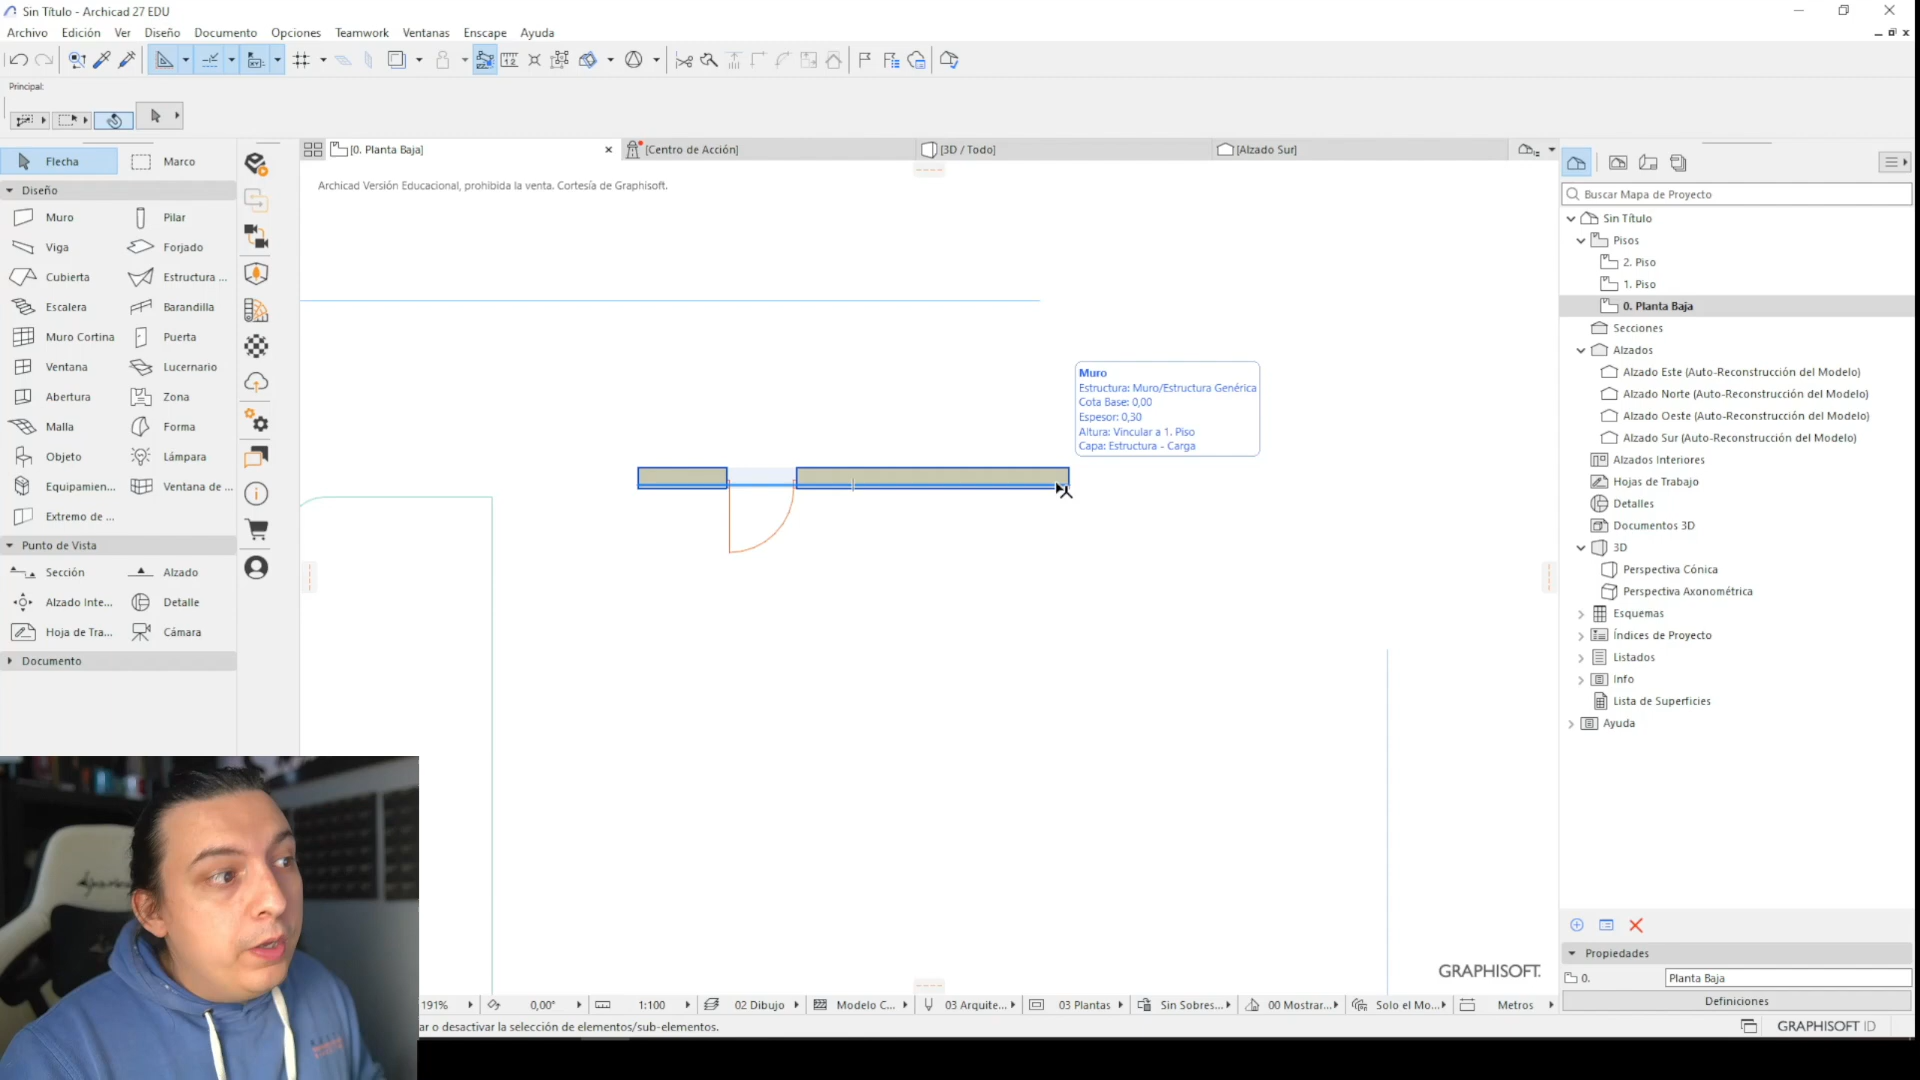 Sin Título - Archicad 27 EDU
Archivo Edición Ver Diseño Documento Opciones Teamwork Ventanas Enscape Ayuda
Principal:
[0. Planta Baja] [Centro de Acción] [3D / Todo] [Alzado Sur]
Flecha Marco
Diseño
Muro Pilar
Viga Forjado
Cubierta Estructura ...
Escalera Barandilla
Muro Cortina Puerta
Ventana Lucernario
Abertura Zona
Malla Forma
Objeto Lámpara
Equipamien... Ventana de ...
Extremo de ...
Punto de Vista
Sección Alzado
Alzado Inte... Detalle
Hoja de Tra... Cámara
Documento
Archicad Versión Educacional, prohibida la venta. Cortesía de Graphisoft.
Muro
Estructura: Muro/Estructura Genérica
Cota Base: 0,00
Espesor: 0,30
Altura: Vincular a 1. Piso
Capa: Estructura - Carga
GRAPHISOFT.
Buscar Mapa de Proyecto
Sin Título
Pisos
2. Piso
1. Piso
0. Planta Baja
Secciones
Alzados
Alzado Este (Auto-Reconstrucción del Modelo)
Alzado Norte (Auto-Reconstrucción del Modelo)
Alzado Oeste (Auto-Reconstrucción del Modelo)
Alzado Sur (Auto-Reconstrucción del Modelo)
Alzados Interiores
Hojas de Trabajo
Detalles
Documentos 3D
3D
Perspectiva Cónica
Perspectiva Axonométrica
Esquemas
Índices de Proyecto
Listados
Info
Lista de Superficies
Ayuda
Propiedades
0. Planta Baja
Definiciones
191% 0,00° 1:100 02 Dibujo Modelo C... 03 Arquite... 03 Plantas Sin Sobres... 00 Mostrar... Solo el Mo... Metros
ar o desactivar la selección de elementos/sub-elementos.
GRAPHISOFT ID